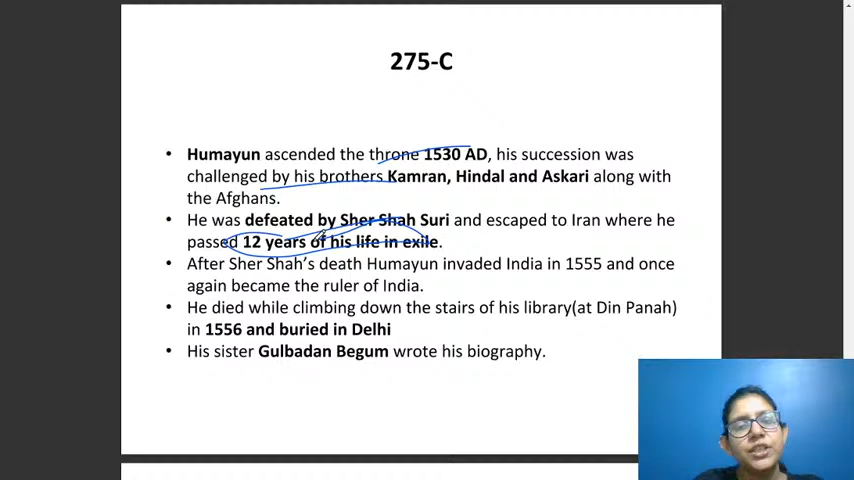 275-C
• Humayun ascended the throne 1530 AD, his succession was
challenged by his brothers Kamran, Hindal and Askari along with
the Afghans.
• He was defeated by Sher Shah Suri and escaped to Iran where he
passed 12 years of his life in exile.
• After Sher Shah's death Humayun invaded India in 1555 and once
again became the ruler of India.
• He died while climbing down the stairs of his library(at Din Panah)
in 1556 and buried in Delhi
• His sister Gulbadan Begum wrote his biography.